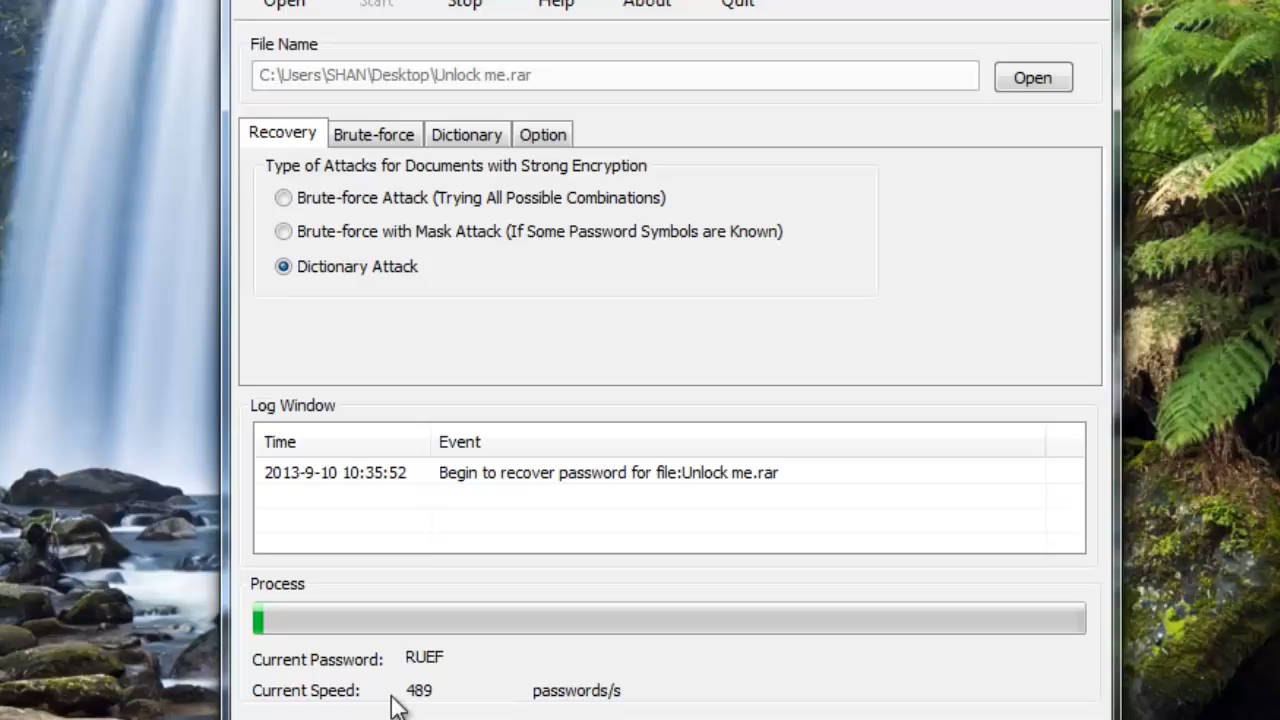 Open Start Stop Help About Quit
File Name
C:\Users\SHAN\Desktop\Unlock me.rar Open
Recovery Brute-force Dictionary Option
Type of Attacks for Documents with Strong Encryption
Brute-force Attack (Trying All Possible Combinations)
Brute-force with Mask Attack (If Some Password Symbols are Known)
Dictionary Attack
Log Window
Time Event
2013-9-10 10:35:52 Begin to recover password for file:Unlock me.rar
Process
Current Password: RUEF
Current Speed: 489 passwords/s